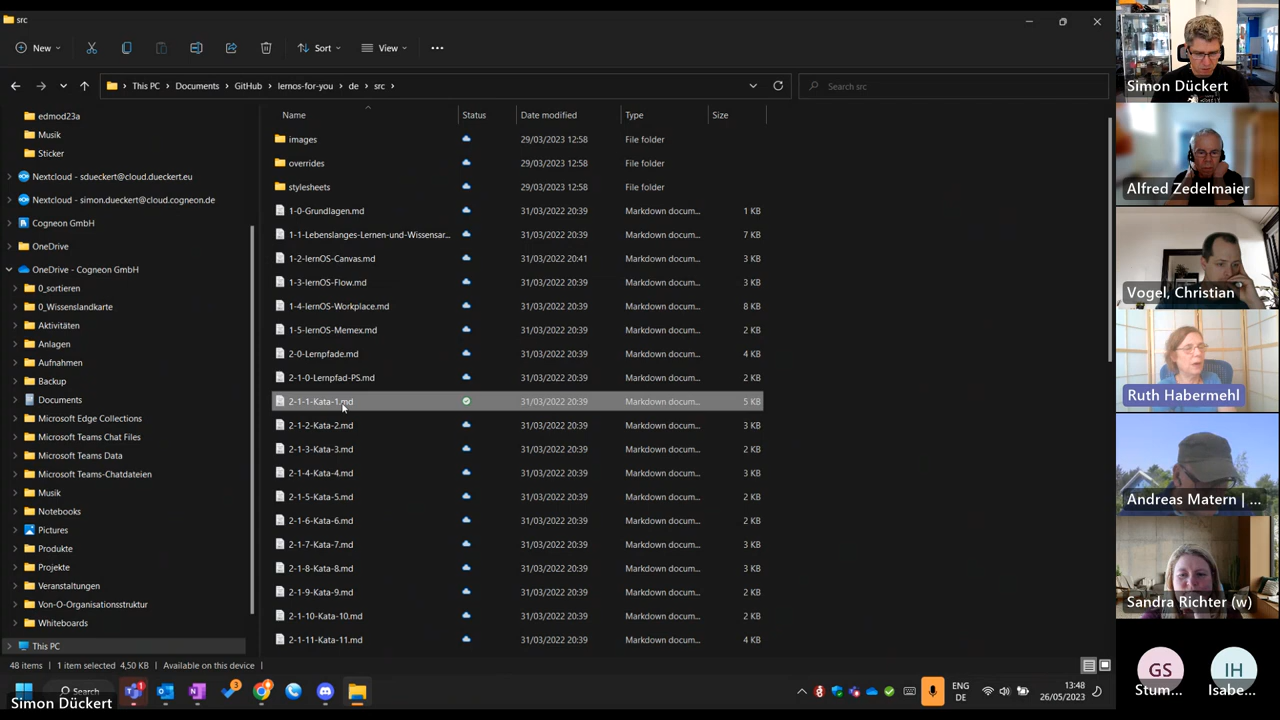 src
New
Sort
View
This PC > Documents > GitHub > lernos-for-you > de > src >
Search src
edmod23a
Musik
Sticker
Nextcloud - sdueckert@cloud.dueckert.eu
Nextcloud - simon.dueckert@cloud.cogneon.de
Cogneon GmbH
OneDrive
OneDrive - Cogneon GmbH
0_sortieren
0_Wissenslandkarte
Aktivitäten
Anlagen
Aufnahmen
Backup
Documents
Microsoft Edge Collections
Microsoft Teams Chat Files
Microsoft Teams Data
Microsoft Teams-Chatdateien
Musik
Notebooks
Pictures
Produkte
Projekte
Veranstaltungen
Von-O-Organisationsstruktur
Whiteboards
This PC
Name Status Date modified Type Size
images 29/03/2023 12:58 File folder
overrides 29/03/2023 12:58 File folder
stylesheets 29/03/2023 12:58 File folder
1-0-Grundlagen.md 31/03/2022 20:39 Markdown docum... 1 KB
1-1-Lebenslanges-Lernen-und-Wissensar... 31/03/2022 20:39 Markdown docum... 7 KB
1-2-lernOS-Canvas.md 31/03/2022 20:41 Markdown docum... 3 KB
1-3-lernOS-Flow.md 31/03/2022 20:39 Markdown docum... 3 KB
1-4-lernOS-Workplace.md 31/03/2022 20:39 Markdown docum... 8 KB
1-5-lernOS-Memex.md 31/03/2022 20:39 Markdown docum... 2 KB
2-0-Lernpfade.md 31/03/2022 20:39 Markdown docum... 4 KB
2-1-0-Lernpfad-PS.md 31/03/2022 20:39 Markdown docum... 2 KB
2-1-1-Kata-1.md 31/03/2022 20:39 Markdown docum... 5 KB
2-1-2-Kata-2.md 31/03/2022 20:39 Markdown docum... 3 KB
2-1-3-Kata-3.md 31/03/2022 20:39 Markdown docum... 2 KB
2-1-4-Kata-4.md 31/03/2022 20:39 Markdown docum... 3 KB
2-1-5-Kata-5.md 31/03/2022 20:39 Markdown docum... 2 KB
2-1-6-Kata-6.md 31/03/2022 20:39 Markdown docum... 2 KB
2-1-7-Kata-7.md 31/03/2022 20:39 Markdown docum... 3 KB
2-1-8-Kata-8.md 31/03/2022 20:39 Markdown docum... 3 KB
2-1-9-Kata-9.md 31/03/2022 20:39 Markdown docum... 2 KB
2-1-10-Kata-10.md 31/03/2022 20:39 Markdown docum... 2 KB
2-1-11-Kata-11.md 31/03/2022 20:39 Markdown docum... 4 KB
48 items 1 item selected 4,50 KB Available on this device
Search
1
3
ENG
DE
13:48
26/05/2023
Simon Dückert
Simon Dückert
Alfred Zedelmaier
Vogel, Christian
Ruth Habermehl
Andreas Matern | ...
Sandra Richter (w)
GS
Stum...
IH
Isabe...